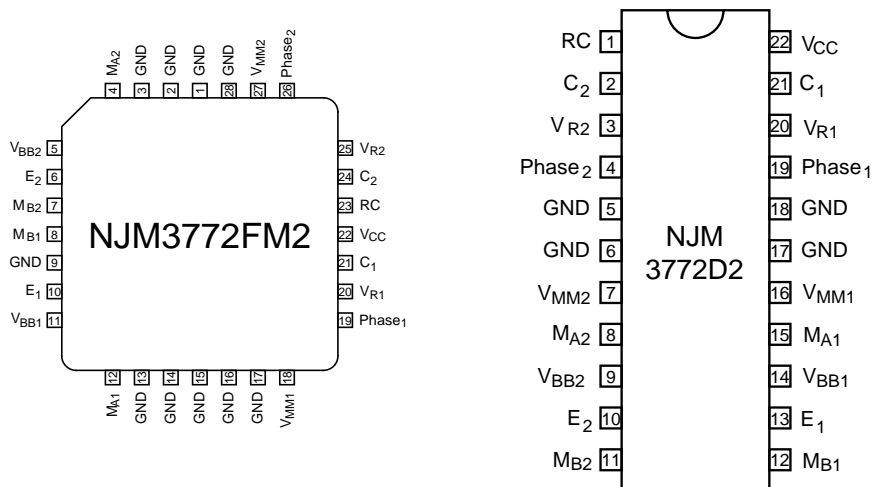 MA2 GND GND GND GND VMM2 Phase2
4 3 2 1 28 27 26
VBB2 5
E2 6
MB2 7
MB1 8
GND 9
E1 10
VBB1 11
NJM3772FM2
25 VR2
24 C2
23 RC
22 VCC
21 C1
20 VR1
19 Phase1
12 13 14 15 16 17 18
MA1 GND GND GND GND GND VMM1
RC 1
C2 2
VR2 3
Phase2 4
GND 5
GND 6
VMM2 7
MA2 8
VBB2 9
E2 10
MB2 11
NJM
3772D2
22 VCC
21 C1
20 VR1
19 Phase1
18 GND
17 GND
16 VMM1
15 MA1
14 VBB1
13 E1
12 MB1